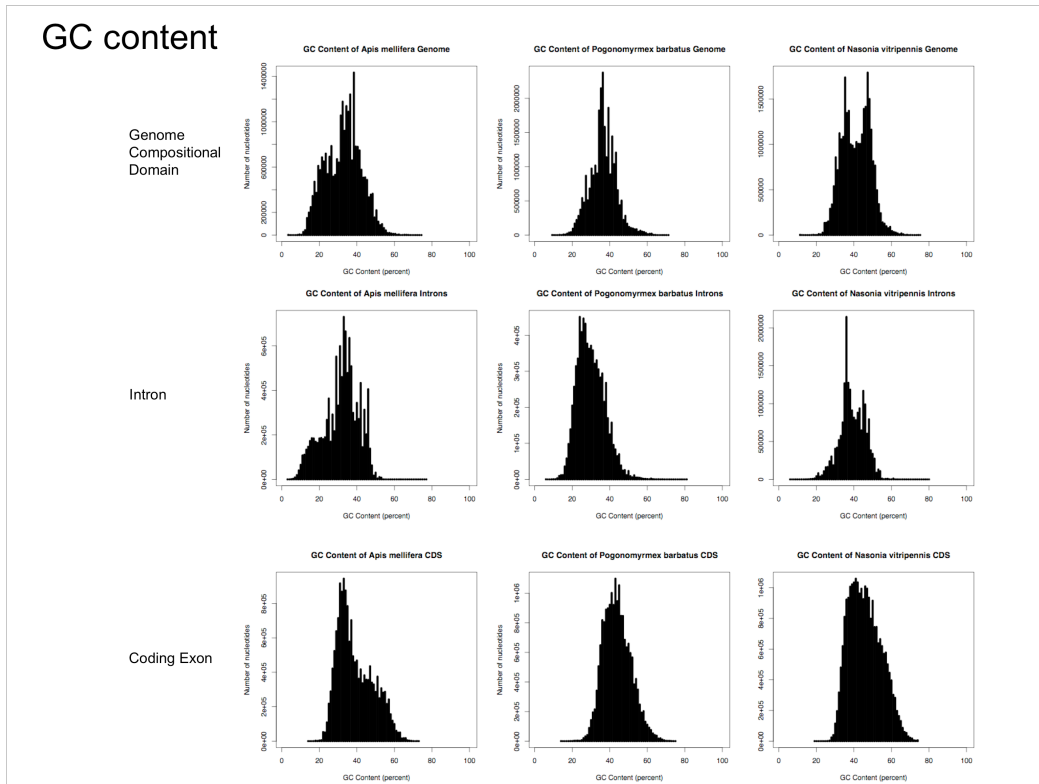 GC content
Genome
Compositional
Domain
GC Content of Apis mellifera Genome
Number of nucleotides
0
200000
600000
1000000
1400000
0 20 40 60 80 100
GC Content (percent)
GC Content of Pogonomyrmex barbatus Genome
Number of nucleotides
0
500000
1000000
1500000
2000000
0 20 40 60 80 100
GC Content (percent)
GC Content of Nasonia vitripennis Genome
0
500000
1000000
1500000
0 20 40 60 80 100
GC Content (percent)
Intron
GC Content of Apis mellifera Introns
Number of nucleotides
0e+00
2e+05
4e+05
6e+05
0 20 40 60 80 100
GC Content (percent)
GC Content of Pogonomyrmex barbatus Introns
Number of nucleotides
0e+00
1e+05
2e+05
3e+05
4e+05
0 20 40 60 80 100
GC Content (percent)
GC Content of Nasonia vitripennis Introns
0
500000
1000000
1500000
2000000
0 20 40 60 80 100
GC Content (percent)
Coding Exon
GC Content of Apis mellifera CDS
Number of nucleotides
0e+00
2e+05
4e+05
6e+05
8e+05
0 20 40 60 80 100
GC Content (percent)
GC Content of Pogonomyrmex barbatus CDS
Number of nucleotides
0e+00
2e+05
4e+05
6e+05
8e+05
1e+06
0 20 40 60 80 100
GC Content (percent)
GC Content of Nasonia vitripennis CDS
0e+00
2e+05
4e+05
6e+05
8e+05
1e+06
0 20 40 60 80 100
GC Content (percent)